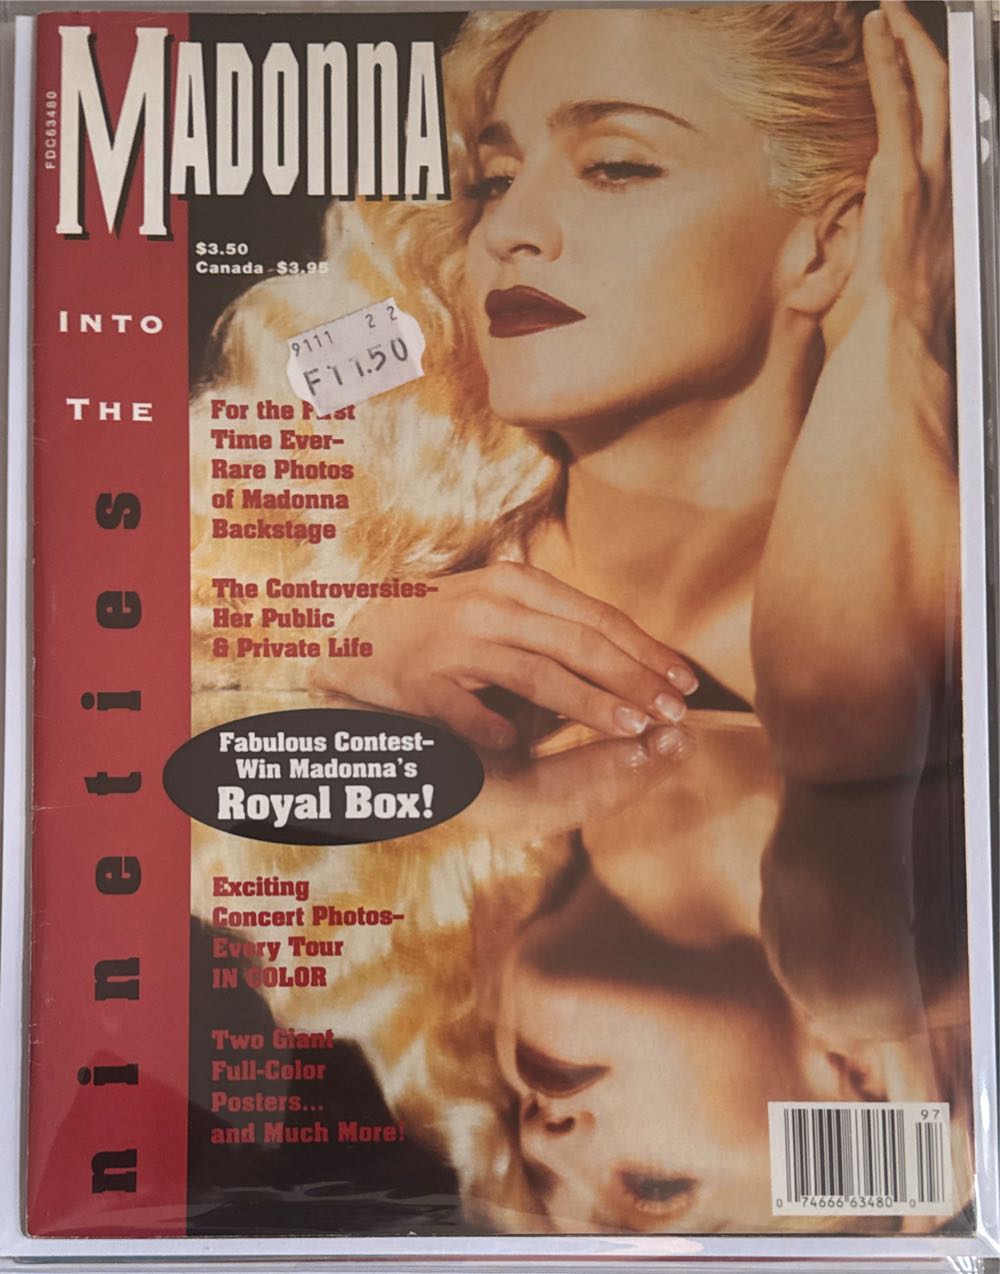 FDC63480
MADONNA
$3.50
Canada $3.95
INTO
THE
nineties
9111 22
F11.50
For the First
Time Ever-
Rare Photos
of Madonna
Backstage
The Controversies-
Her Public
& Private Life
Fabulous Contest-
Win Madonna's
Royal Box!
Exciting
Concert Photos-
Every Tour
IN COLOR
Two Giant
Full-Color
Posters...
and Much More!
97
0 74666 63480 0